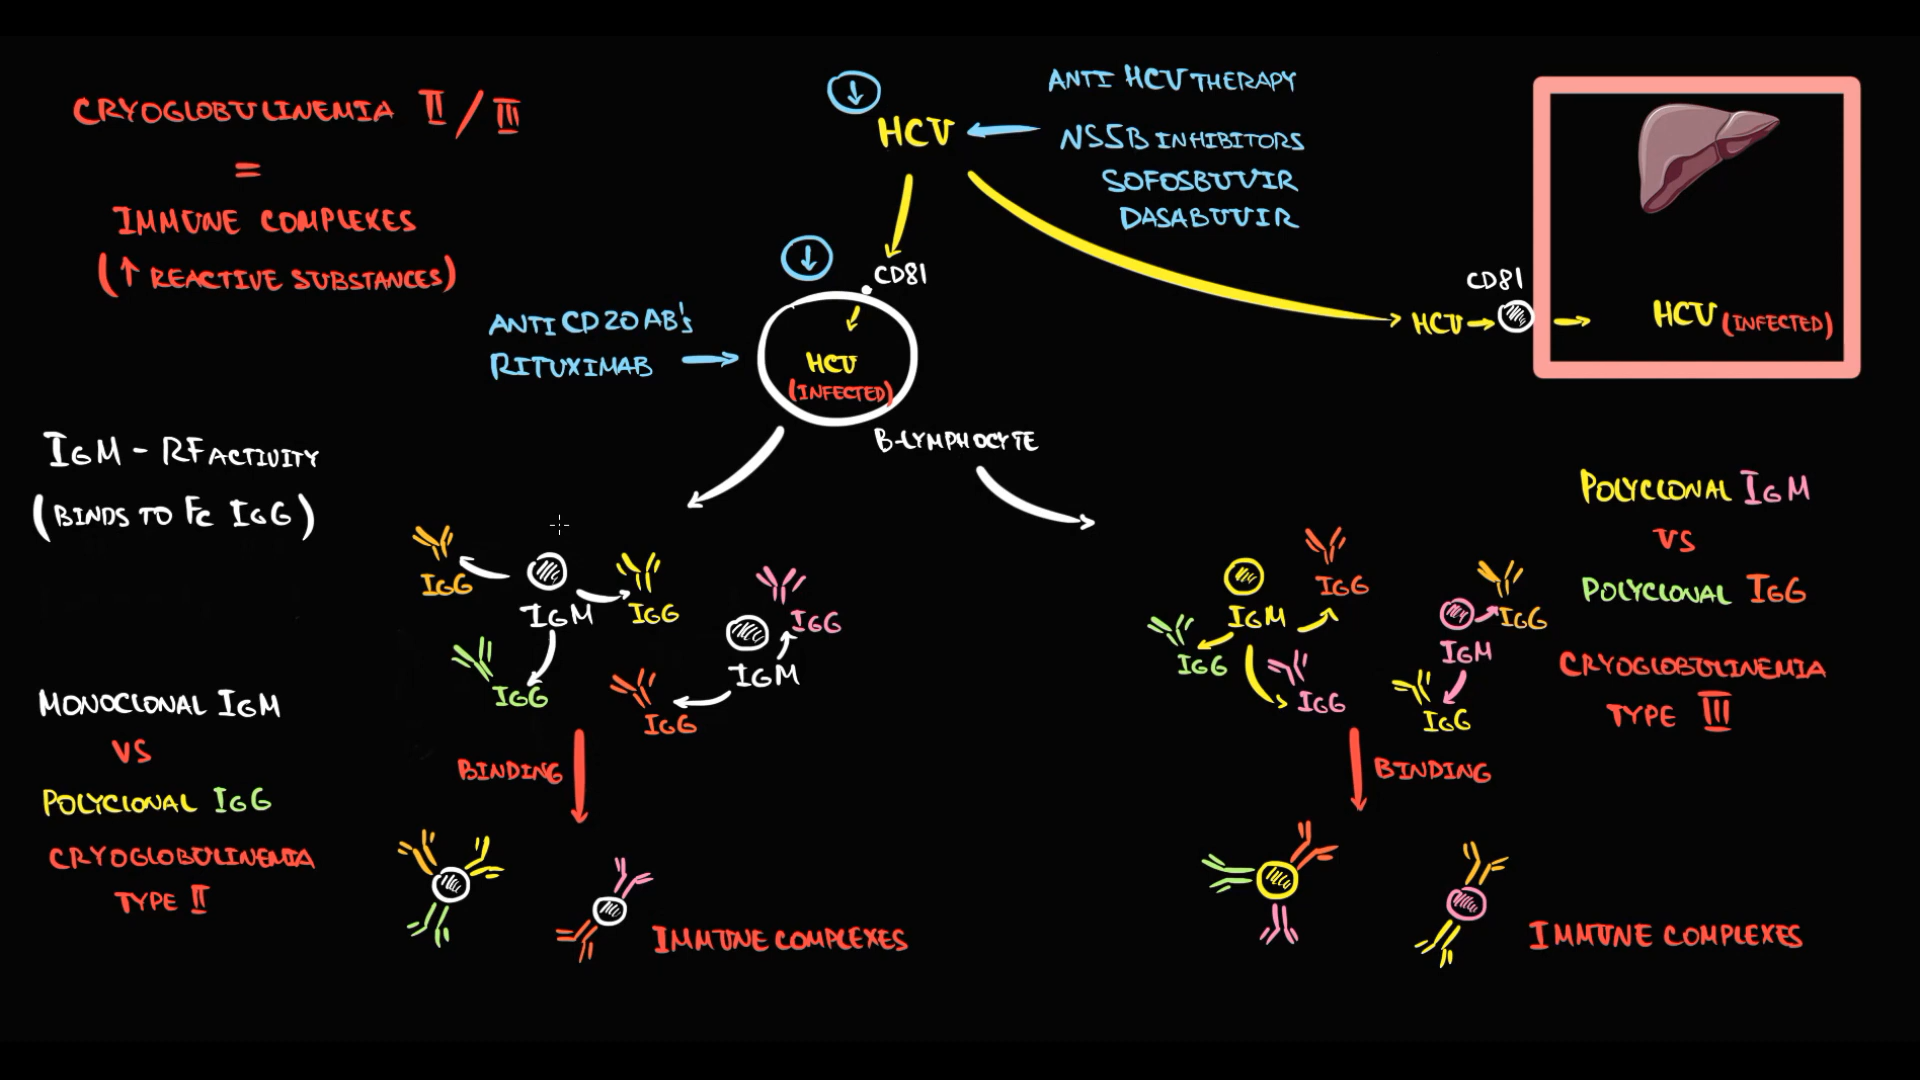 CRYOGLOBULINEMIA II / III
=
IMMUNE COMPLEXES
(↑ REACTIVE SUBSTANCES)
↓
HCV
ANTI HCV THERAPY
NS5B INHIBITORS
SOFOSBUVIR
DASABUVIR
↓
CD81
ANTI CD20 AB's
RITUXIMAB
HCV
(INFECTED)
B-LYMPHOCYTE
CD81
HCV
HCV (INFECTED)
IGM - RF ACTIVITY
(BINDS TO FC IGG)
IGG
IGM
IGG
IGG
IGG
IGM
IGG
MONOCLONAL IGM
VS
POLYCLONAL IGG
CRYOGLOBULINEMIA
TYPE II
BINDING
IMMUNE COMPLEXES
IGM
IGG
IGG
IGG
IGG
IGM
IGG
POLYCLONAL IGM
VS
POLYCLONAL IGG
CRYOGLOBULINEMIA
TYPE III
BINDING
IMMUNE COMPLEXES